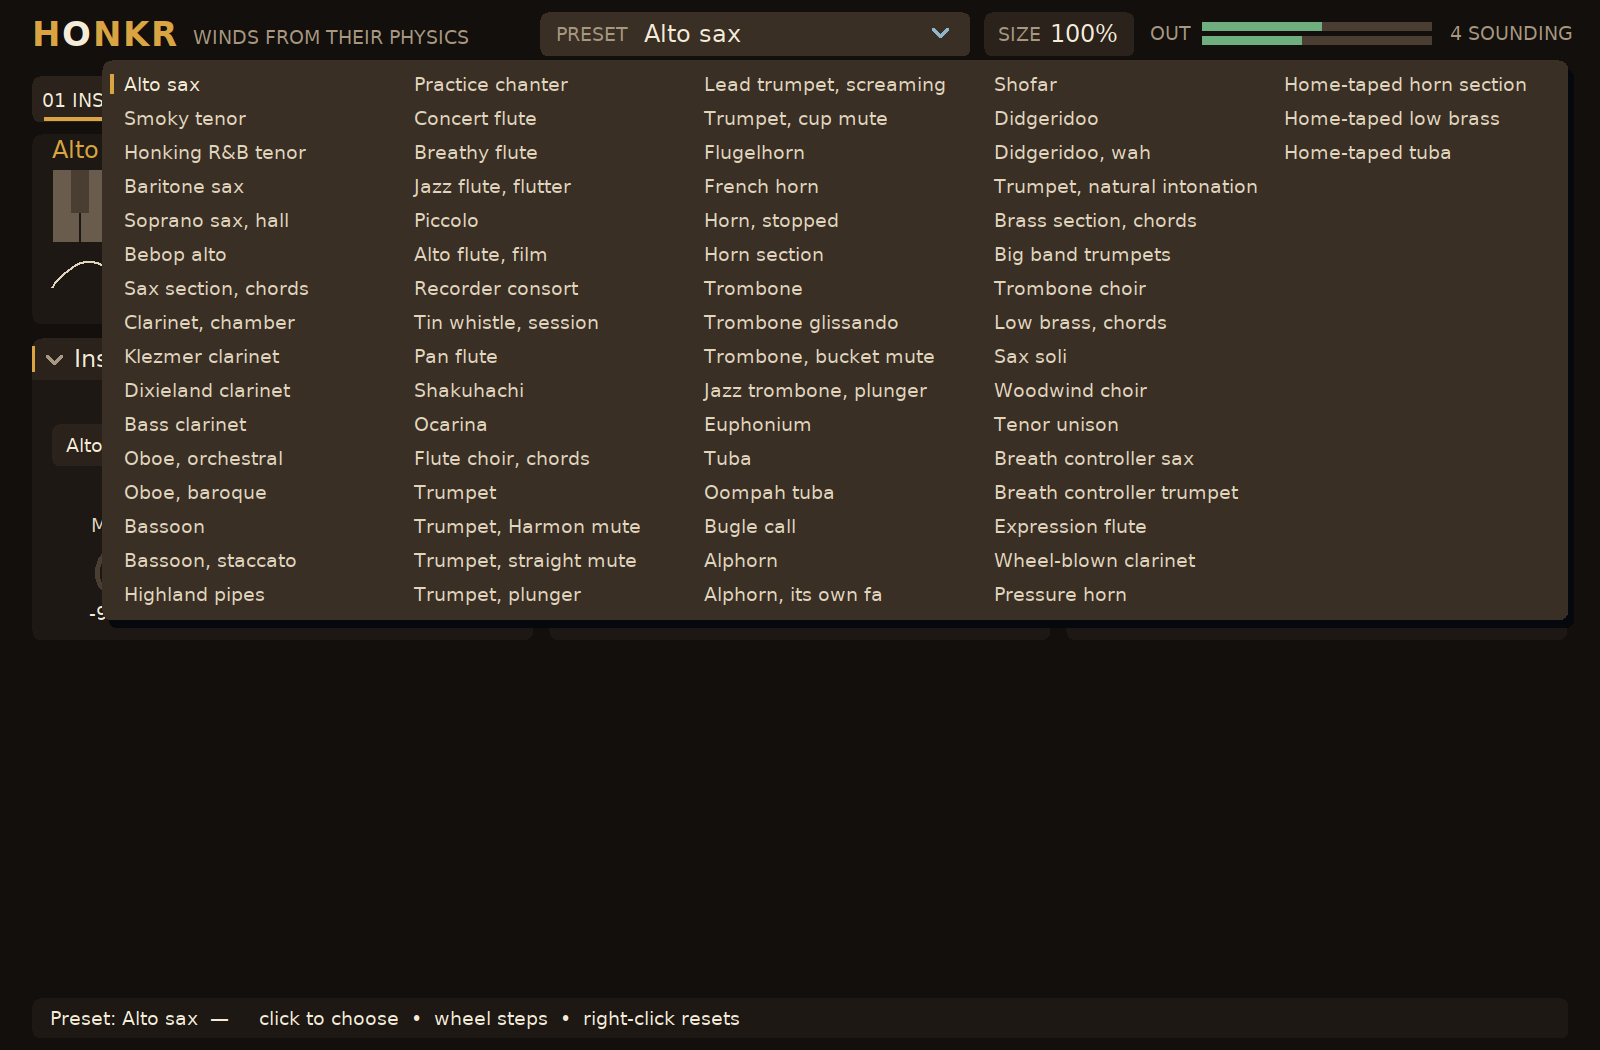 HONKR WINDS FROM THEIR PHYSICS PRESET Alto sax SIZE 100% OUT 4 SOUNDING
01 INS
Alto
Ins
Alto
-9
Alto sax
Smoky tenor
Honking R&B tenor
Baritone sax
Soprano sax, hall
Bebop alto
Sax section, chords
Clarinet, chamber
Klezmer clarinet
Dixieland clarinet
Bass clarinet
Oboe, orchestral
Oboe, baroque
Bassoon
Bassoon, staccato
Highland pipes
Practice chanter
Concert flute
Breathy flute
Jazz flute, flutter
Piccolo
Alto flute, film
Recorder consort
Tin whistle, session
Pan flute
Shakuhachi
Ocarina
Flute choir, chords
Trumpet
Trumpet, Harmon mute
Trumpet, straight mute
Trumpet, plunger
Lead trumpet, screaming
Trumpet, cup mute
Flugelhorn
French horn
Horn, stopped
Horn section
Trombone
Trombone glissando
Trombone, bucket mute
Jazz trombone, plunger
Euphonium
Tuba
Oompah tuba
Bugle call
Alphorn
Alphorn, its own fa
Shofar
Didgeridoo
Didgeridoo, wah
Trumpet, natural intonation
Brass section, chords
Big band trumpets
Trombone choir
Low brass, chords
Sax soli
Woodwind choir
Tenor unison
Breath controller sax
Breath controller trumpet
Expression flute
Wheel-blown clarinet
Pressure horn
Home-taped horn section
Home-taped low brass
Home-taped tuba
Preset: Alto sax — click to choose • wheel steps • right-click resets